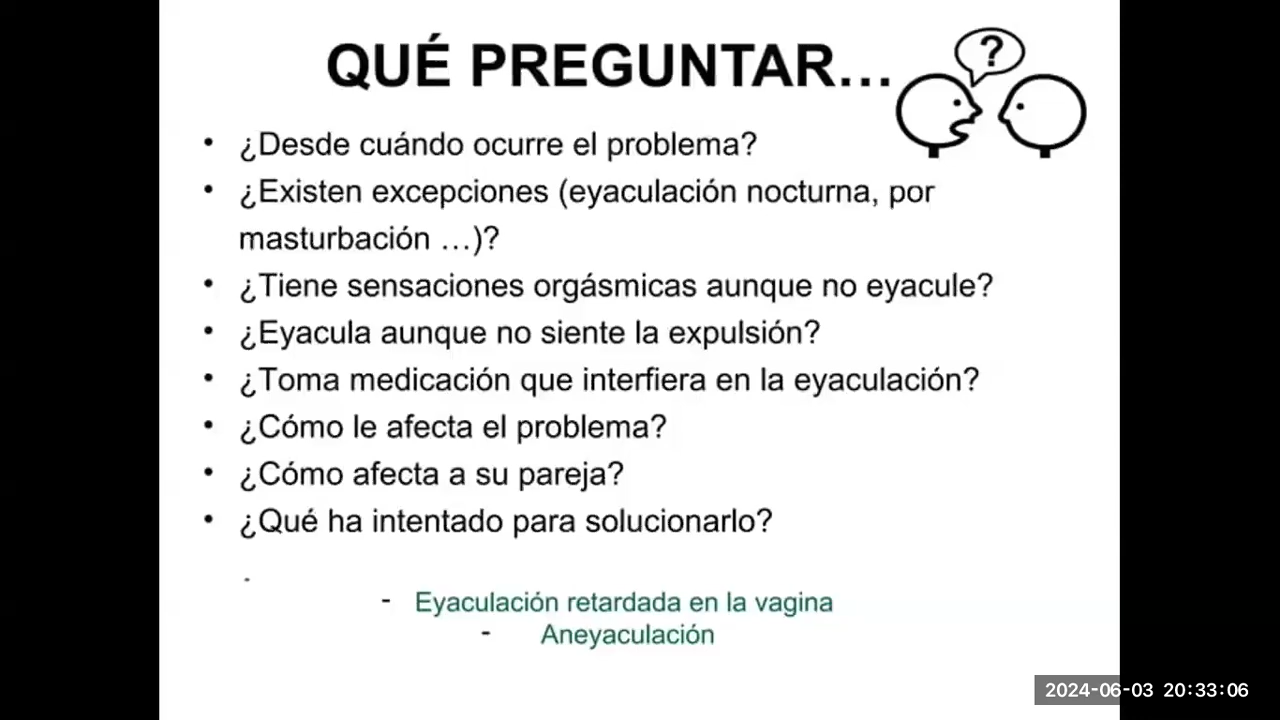 QUÉ PREGUNTAR...
?
• ¿Desde cuándo ocurre el problema?
• ¿Existen excepciones (eyaculación nocturna, por
masturbación ...)?
• ¿Tiene sensaciones orgásmicas aunque no eyacule?
• ¿Eyacula aunque no siente la expulsión?
• ¿Toma medicación que interfiera en la eyaculación?
• ¿Cómo le afecta el problema?
• ¿Cómo afecta a su pareja?
• ¿Qué ha intentado para solucionarlo?
- Eyaculación retardada en la vagina
- Aneyaculación
2024-06-03 20:33:06